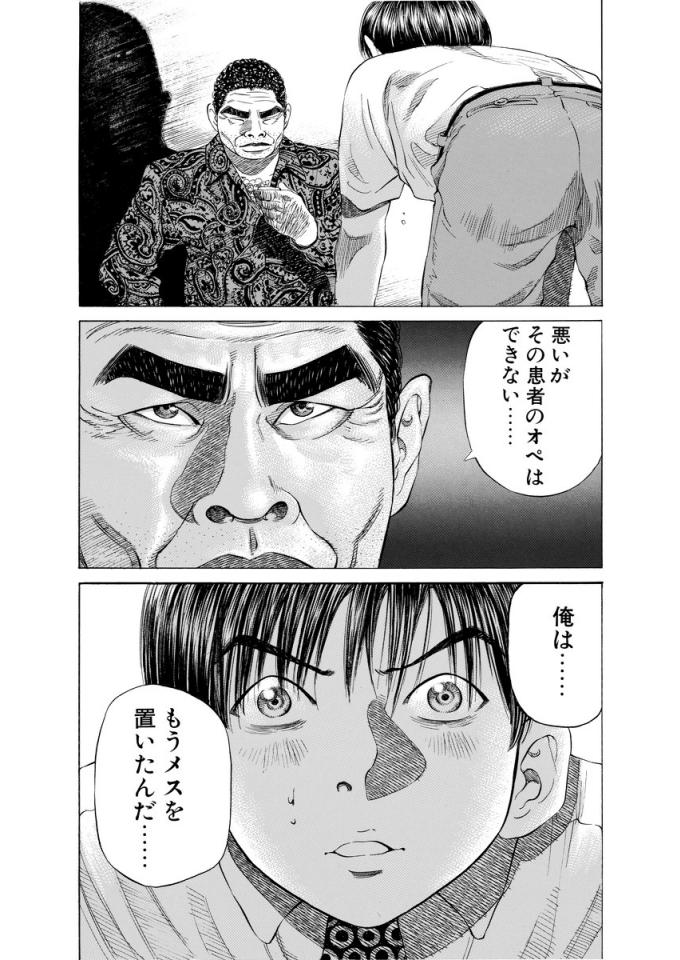 悪いが
その患者のオペは
できない……
俺は……
もうメスを
置いたんだ……